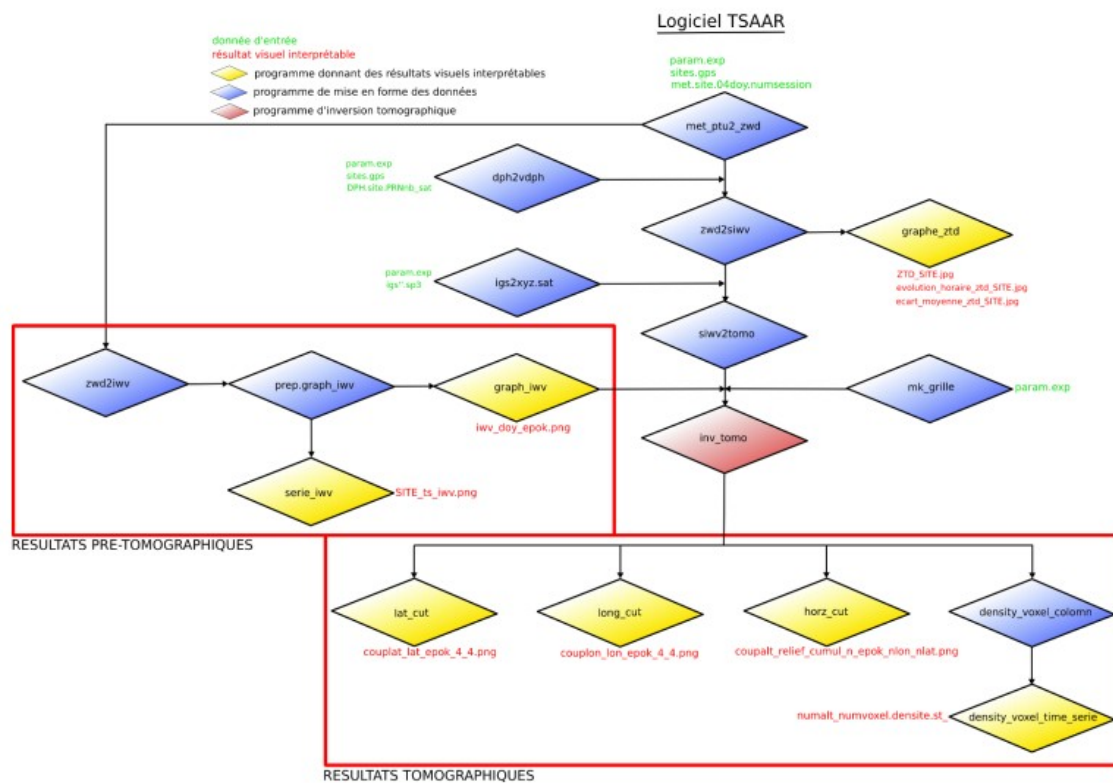 Logiciel TSAAR
donnée d'entrée
résultat visuel interprétable
programme donnant des résultats visuels interprétables
programme de mise en forme des données
programme d'inversion tomographique
param.exp
sites.gps
met.site.04doy.numsession
met_ptu2_zwd
param.exp
sites.gps
DPH.site.PRNnb_sat
dph2vdph
zwd2siwv
graphe_ztd
ZTD_SITE.jpg
evolution_horaire_ztd_SITE.jpg
ecart_moyenne_ztd_SITE.jpg
param.exp
igs*.sp3
igs2xyz.sat
siwv2tomo
zwd2iwv
prep.graph_iwv
graph_iwv
iwv_doy_epok.png
mk_grille
param.exp
inv_tomo
serie_iwv
SITE_ts_iwv.png
RESULTATS PRE-TOMOGRAPHIQUES
lat_cut
couplat_lat_epok_4_4.png
long_cut
couplon_lon_epok_4_4.png
horz_cut
coupalt_relief_cumul_n_epok_nlon_nlat.png
density_voxel_colomn
numalt_numvoxel.densite.st_
density_voxel_time_serie
RESULTATS TOMOGRAPHIQUES